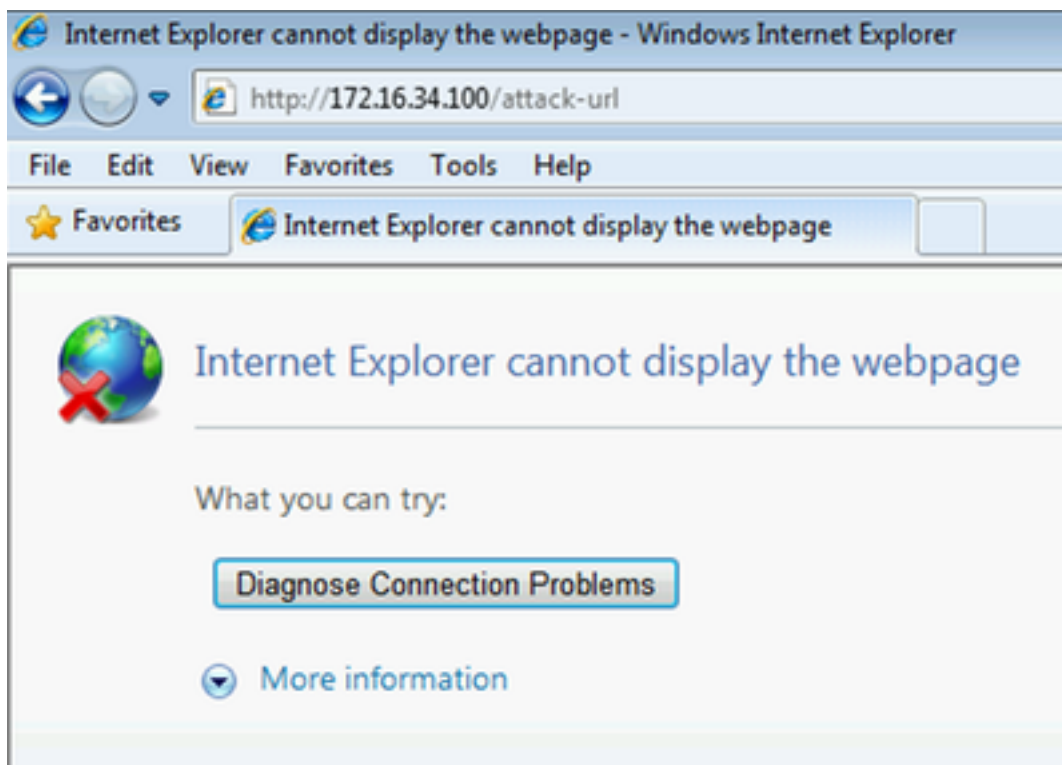 Internet Explorer cannot display the webpage - Windows Internet Explorer
http://172.16.34.100/attack-url
File Edit View Favorites Tools Help
Favorites Internet Explorer cannot display the webpage
Internet Explorer cannot display the webpage
What you can try:
Diagnose Connection Problems
More information